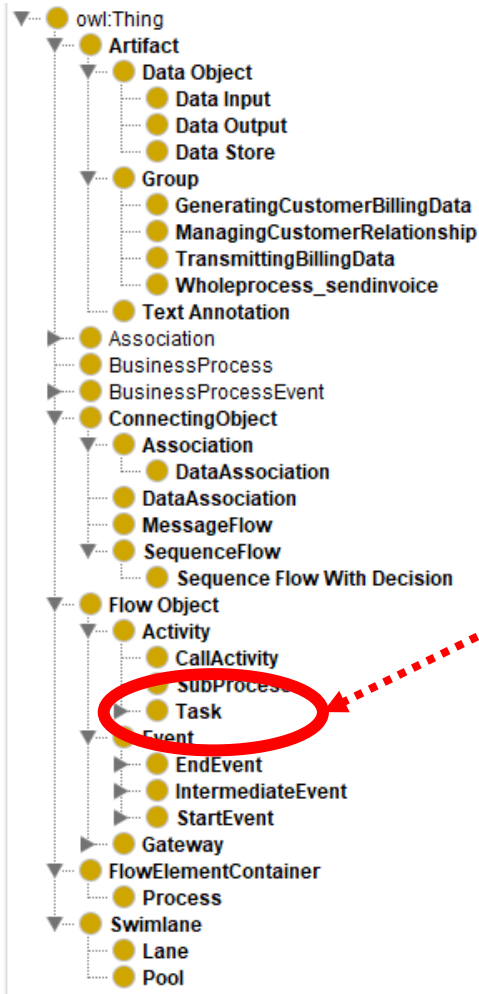 owl:Thing
Artifact
Data Object
Data Input
Data Output
Data Store
Group
GeneratingCustomerBillingData
ManagingCustomerRelationship
TransmittingBillingData
Wholeprocess_sendinvoice
Text Annotation
Association
BusinessProcess
BusinessProcessEvent
ConnectingObject
Association
DataAssociation
DataAssociation
MessageFlow
SequenceFlow
Sequence Flow With Decision
Flow Object
Activity
CallActivity
SubProcess
Task
Event
EndEvent
IntermediateEvent
StartEvent
Gateway
FlowElementContainer
Process
Swimlane
Lane
Pool